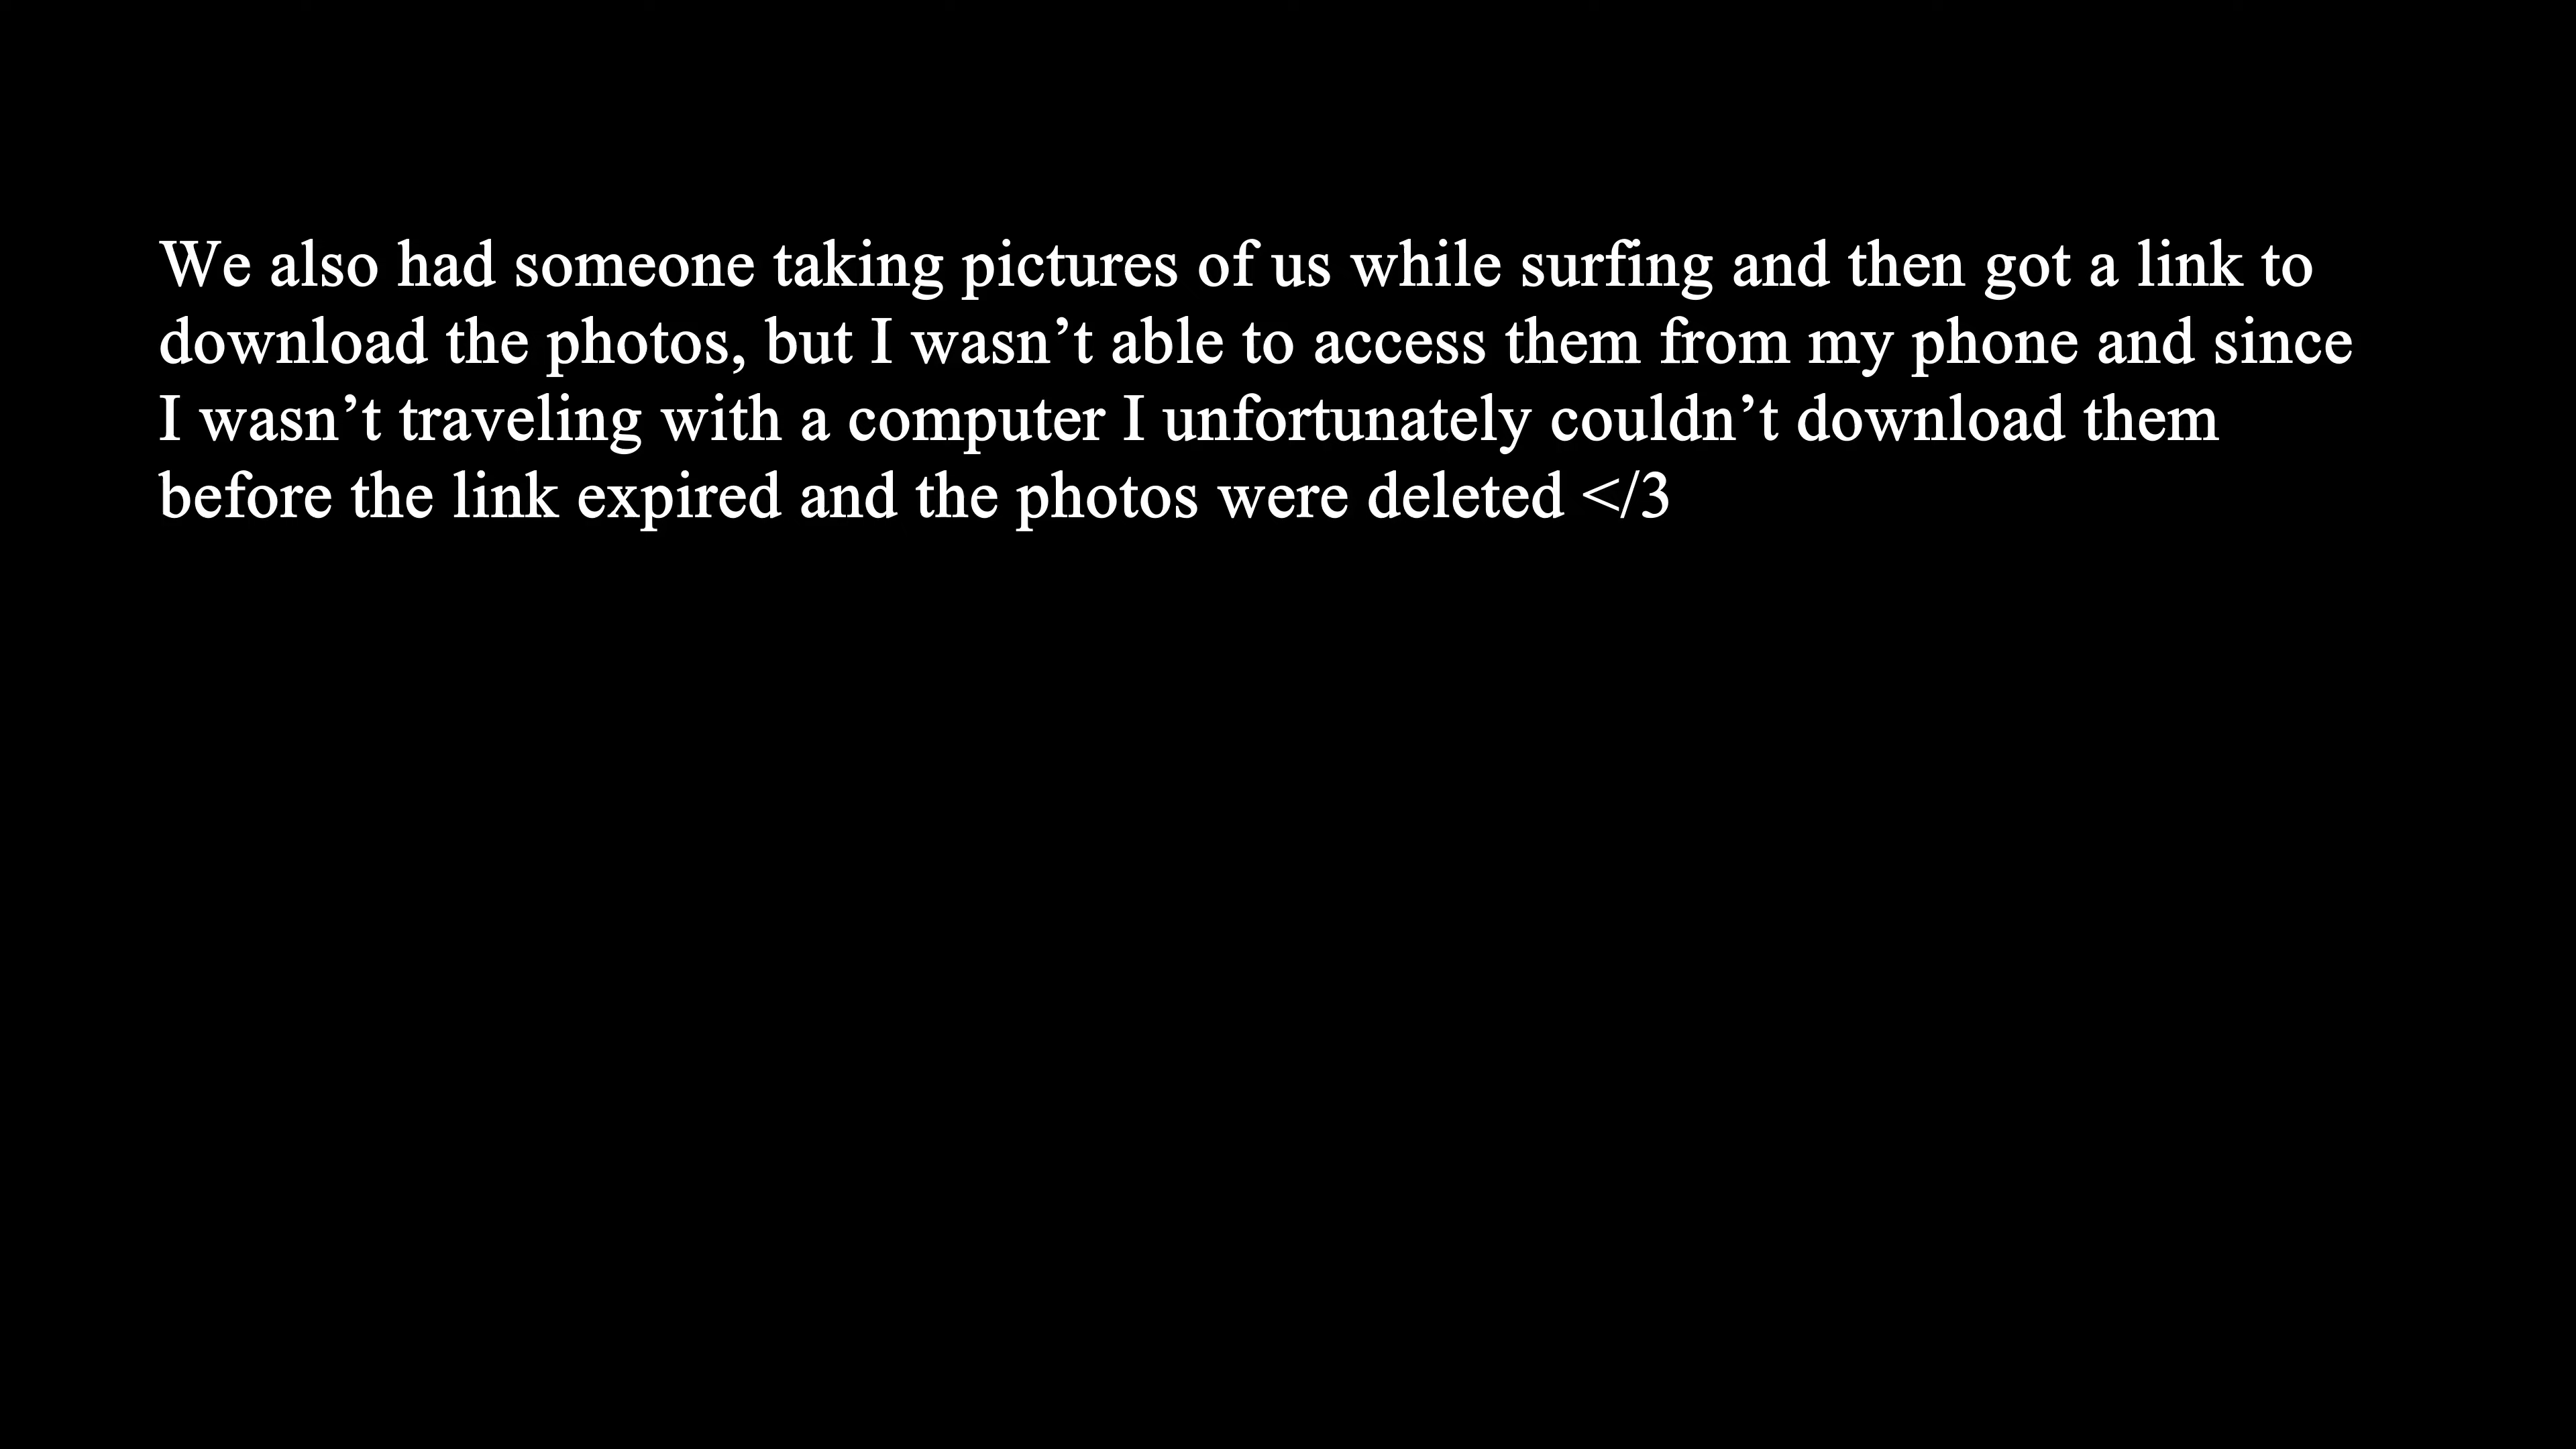 We also had someone taking pictures of us while surfing and then got a link to
download the photos, but I wasn’t able to access them from my phone and since
I wasn’t traveling with a computer I unfortunately couldn’t download them
before the link expired and the photos were deleted </3